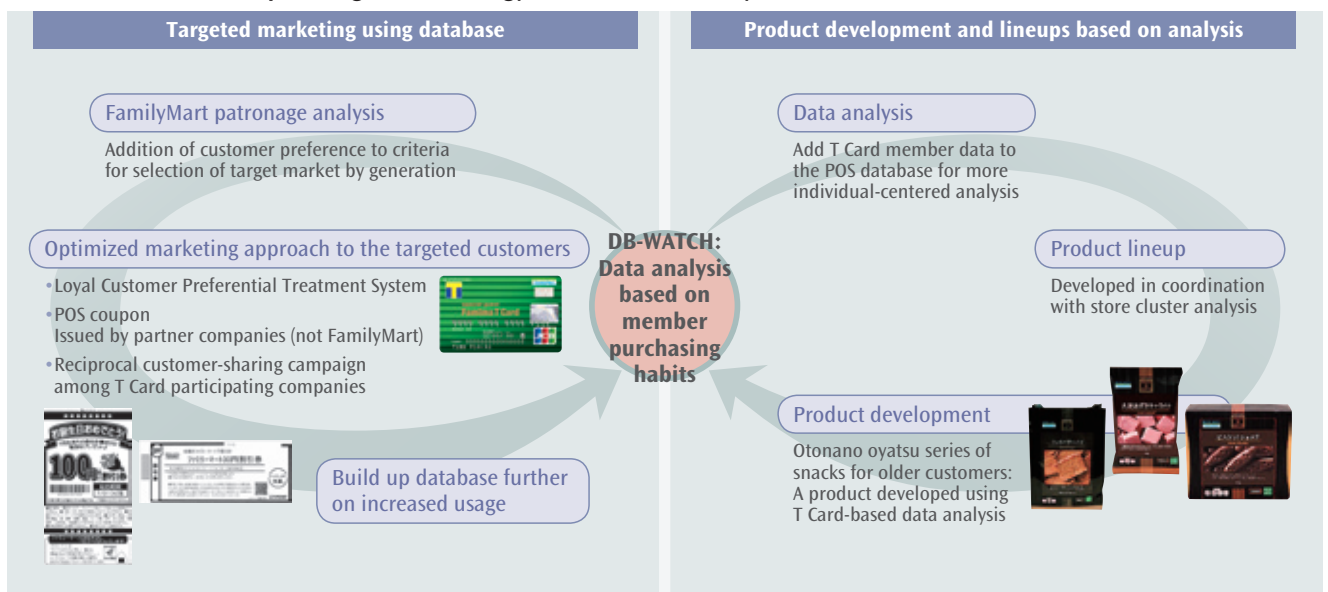 Targeted marketing using database
FamilyMart patronage analysis
Addition of customer preference to criteria
for selection of target market by generation
Optimized marketing approach to the targeted customers
•Loyal Customer Preferential Treatment System
•POS coupon
Issued by partner companies (not FamilyMart)
•Reciprocal customer-sharing campaign
among T Card participating companies
100
Build up database further
on increased usage
DB-WATCH:
Data analysis
based on
member
purchasing
habits
Product development and lineups based on analysis
Data analysis
Add T Card member data to
the POS database for more
individual-centered analysis
Product lineup
Developed in coordination
with store cluster analysis
Product development
Otonano oyatsu series of
snacks for older customers:
A product developed using
T Card-based data analysis